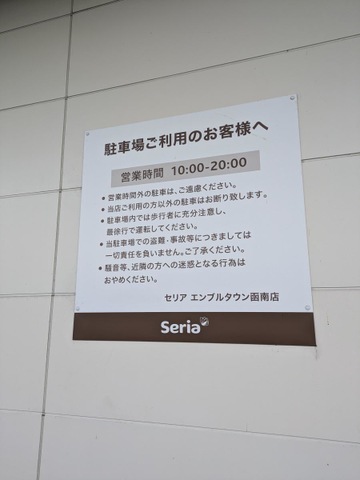 駐車場ご利用のお客様へ
営業時間 10:00-20:00
● 営業時間外の駐車は、ご遠慮ください。
● 当店ご利用の方以外の駐車はお断り致します。
● 駐車場内では歩行者に充分注意し、
最徐行で運転してください。
● 当駐車場での盗難・事故等につきましては
一切責任を負いません。ご了承ください。
● 騒音等、近隣の方への迷惑となる行為は
おやめください。
セリア エンブルタウン函南店
Seria